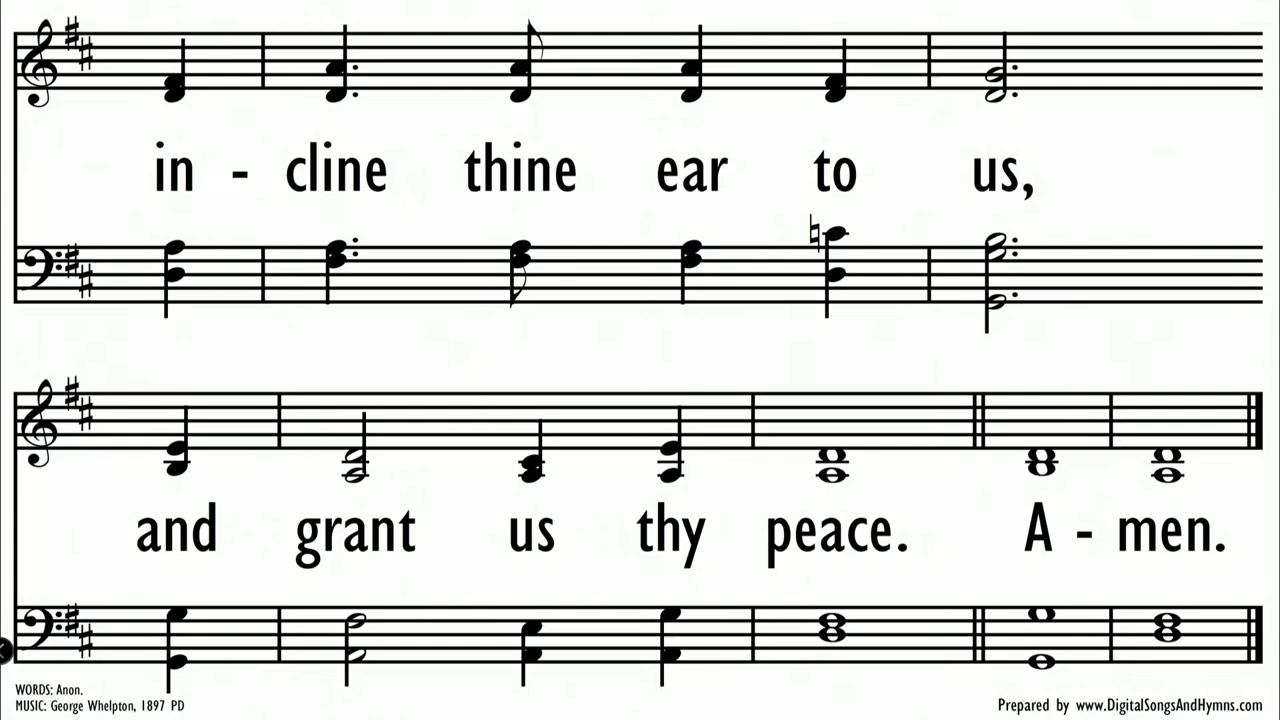 in - cline thine ear to us,
and grant us thy peace. A - men.
WORDS: Anon.
MUSIC: George Whelpton, 1897 PD
Prepared by www.DigitalSongsAndHymns.com